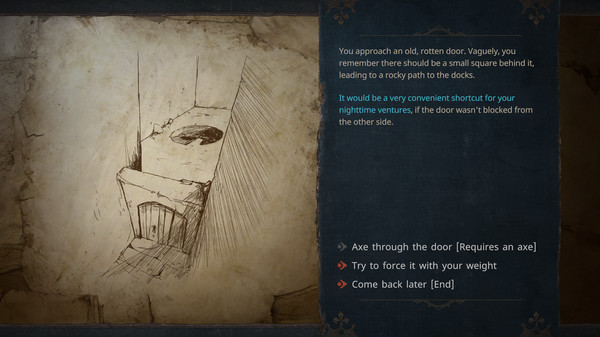 You approach an old, rotten door. Vaguely, you
remember there should be a small square behind it,
leading to a rocky path to the docks.
It would be a very convenient shortcut for your
nighttime ventures, if the door wasn't blocked from
the other side.
Axe through the door [Requires an axe]
Try to force it with your weight
Come back later [End]